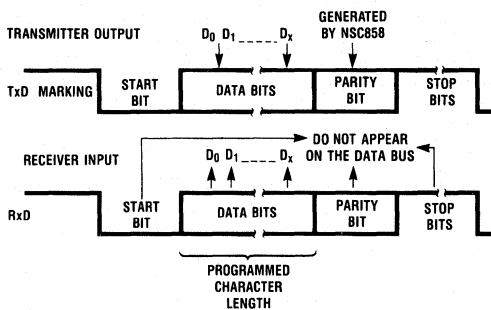 TRANSMITTER OUTPUT
D0 D1 ---- Dx
GENERATED
BY NSC858
TxD MARKING
START
BIT
DATA BITS
PARITY
BIT
STOP
BITS
RECEIVER INPUT
D0 D1 ---- Dx
DO NOT APPEAR
ON THE DATA BUS
RxD
START
BIT
DATA BITS
PARITY
BIT
STOP
BITS
PROGRAMMED
CHARACTER
LENGTH